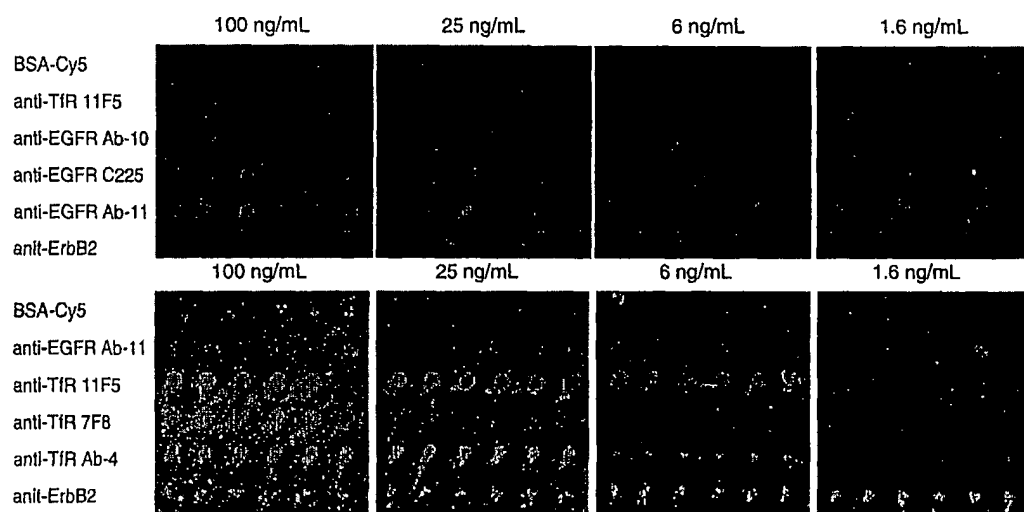 100 ng/mL 25 ng/mL 6 ng/mL 1.6 ng/mL
BSA-Cy5
anti-TfR 11F5
anti-EGFR Ab-10
anti-EGFR C225
anti-EGFR Ab-11
anit-ErbB2
100 ng/mL 25 ng/mL 6 ng/mL 1.6 ng/mL
BSA-Cy5
anti-EGFR Ab-11
anti-TfR 11F5
anti-TfR 7F8
anti-TfR Ab-4
anit-ErbB2